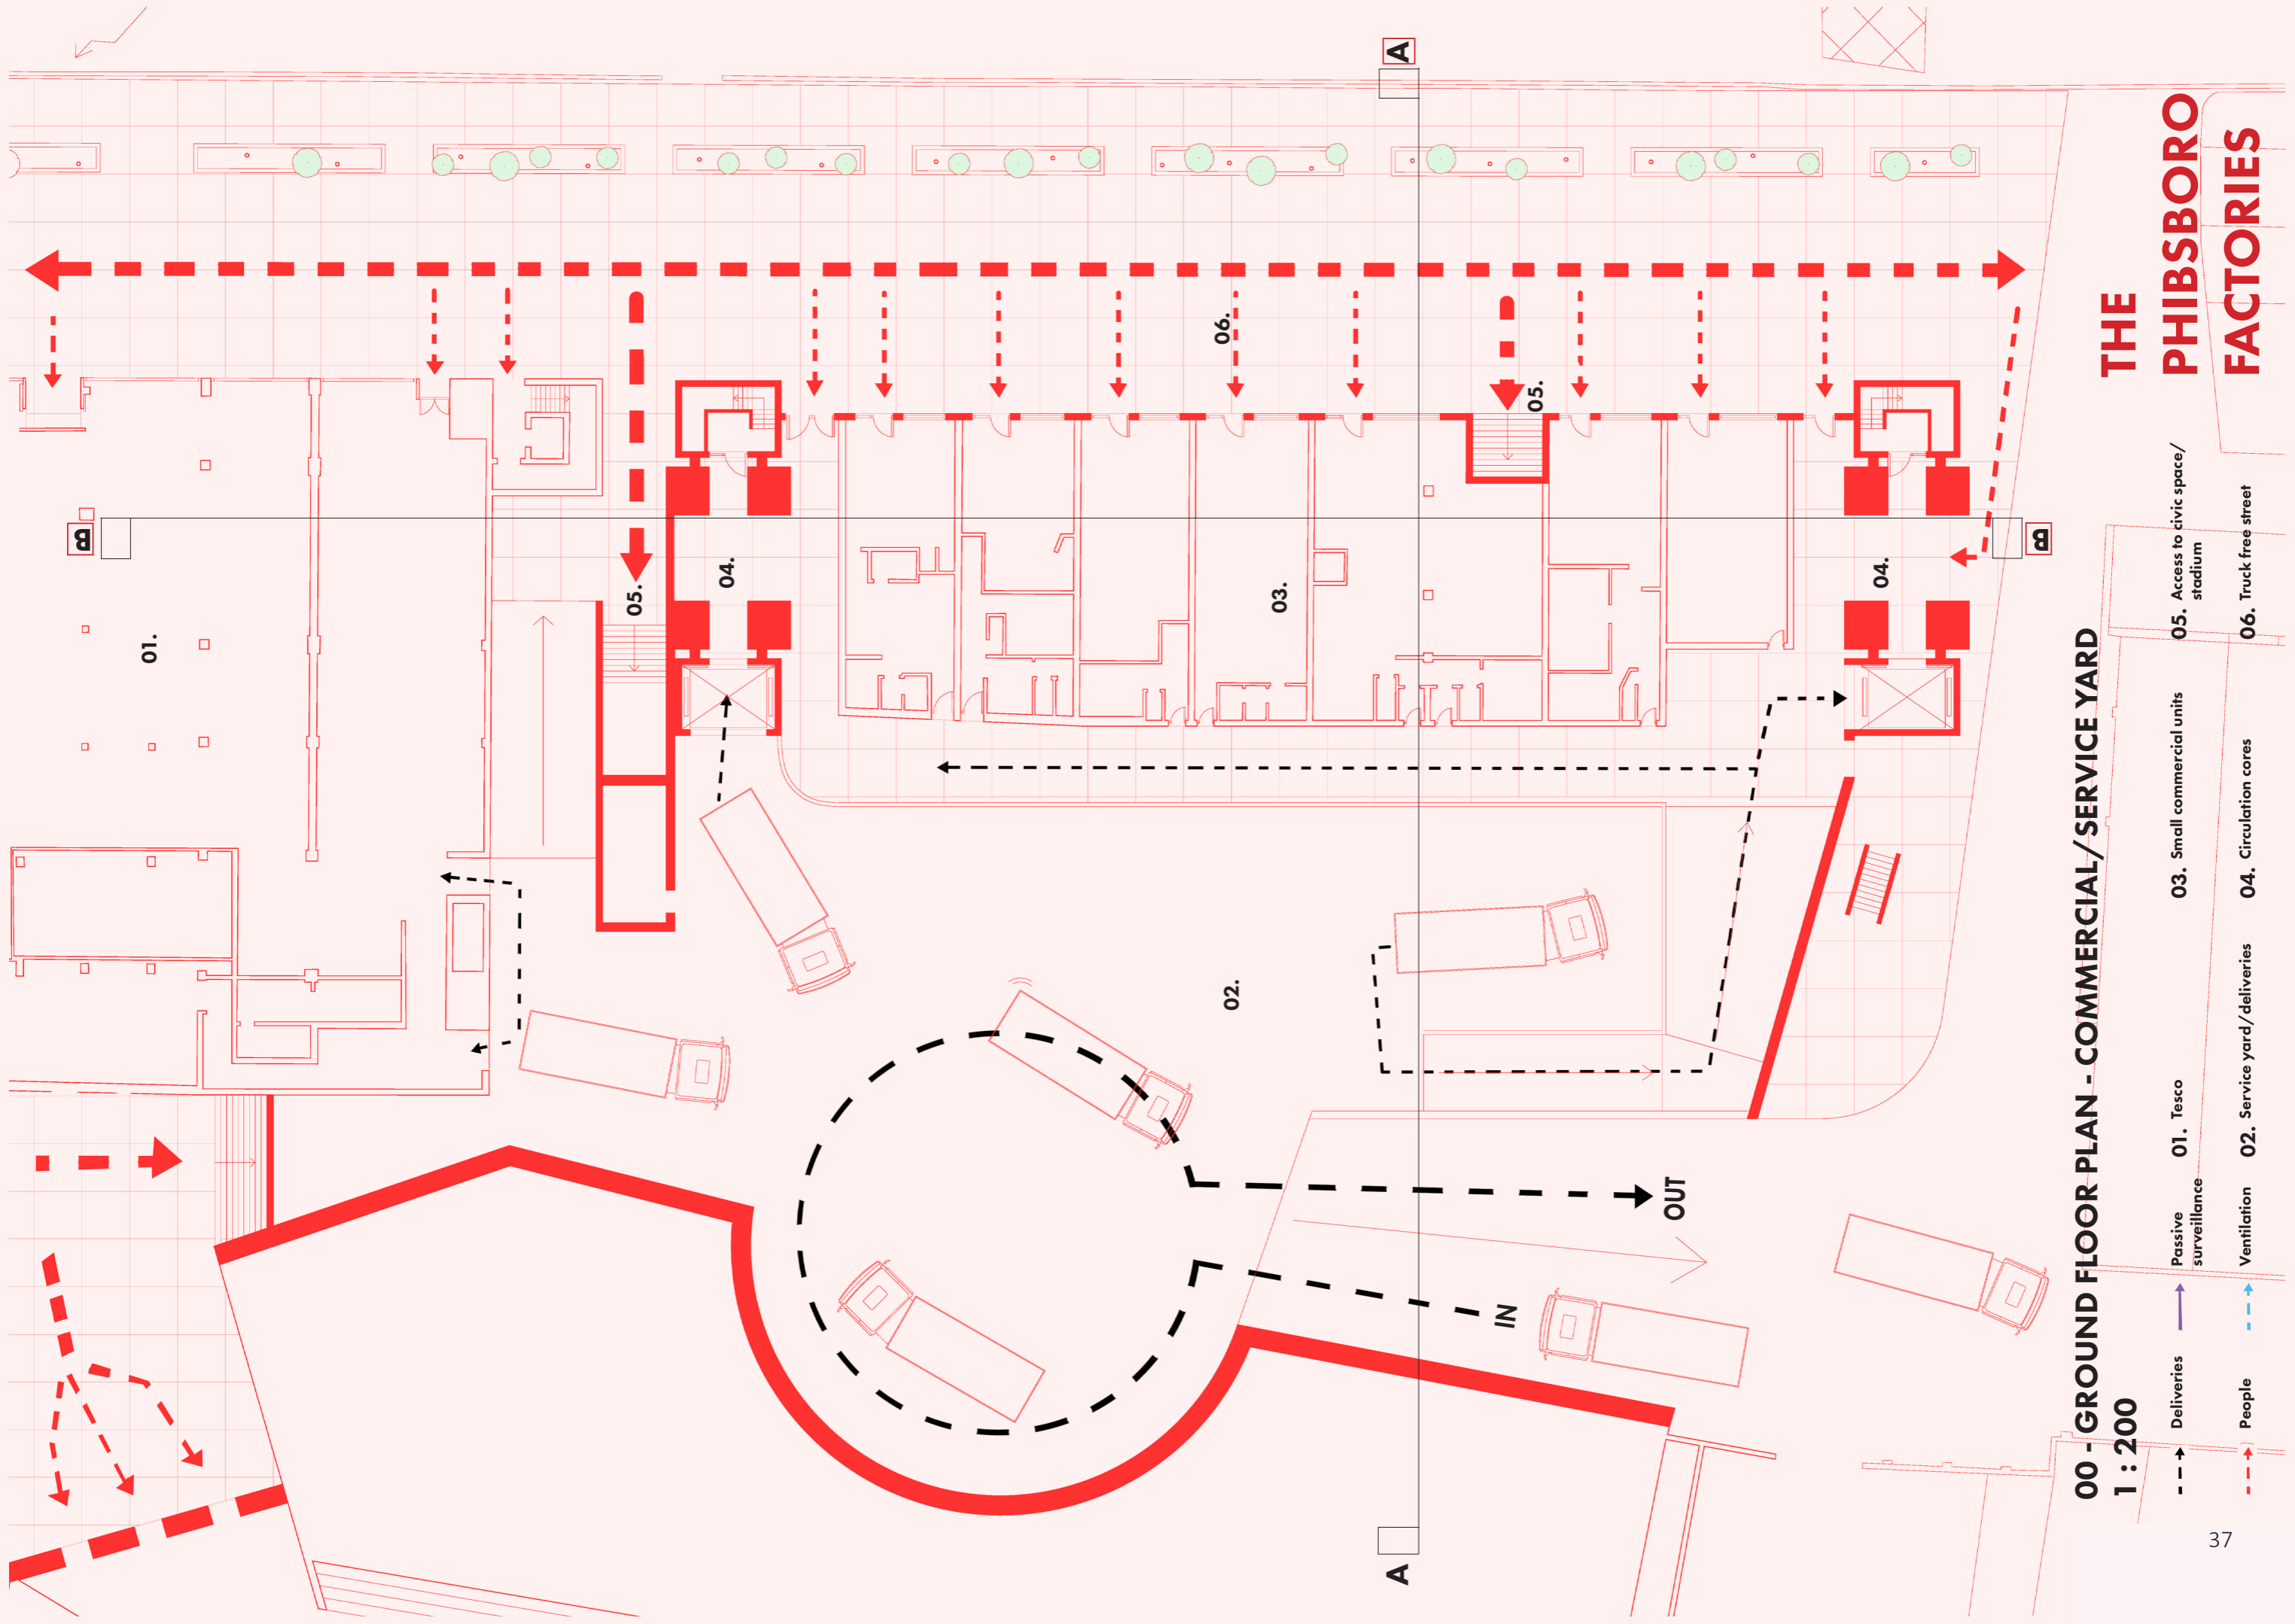 THE
PHIBSBORO
FACTORIES
00 - GROUND FLOOR PLAN - COMMERCIAL/SERVICE YARD
1 : 200
Deliveries
People
Passive
surveillance
Ventilation
01. Tesco
02. Service yard/deliveries
03. Small commercial units
04. Circulation cores
05. Access to civic space/
stadium
06. Truck free street
A
A
B
B
01.
02.
03.
04.
04.
05.
05.
06.
OUT
IN
37